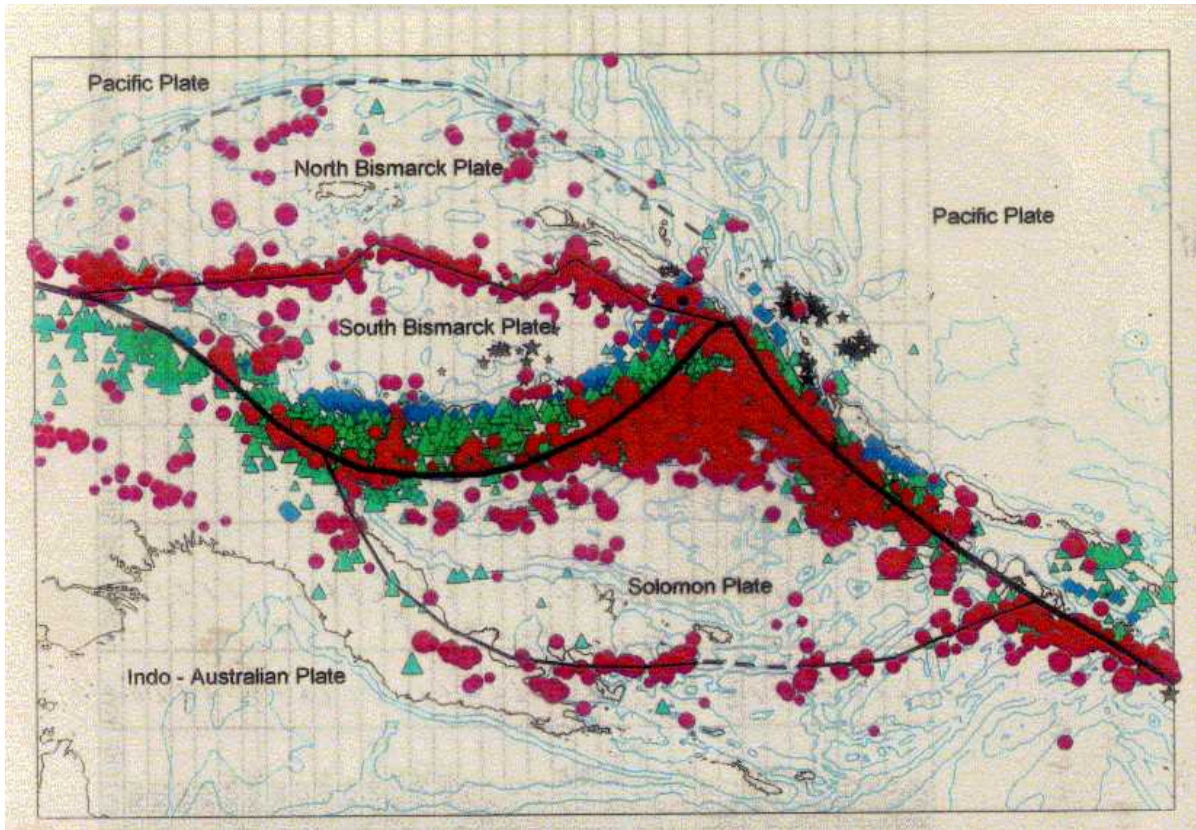 Pacific Plate
North Bismarck Plate
Pacific Plate
South Bismarck Plate
Solomon Plate
Indo - Australian Plate